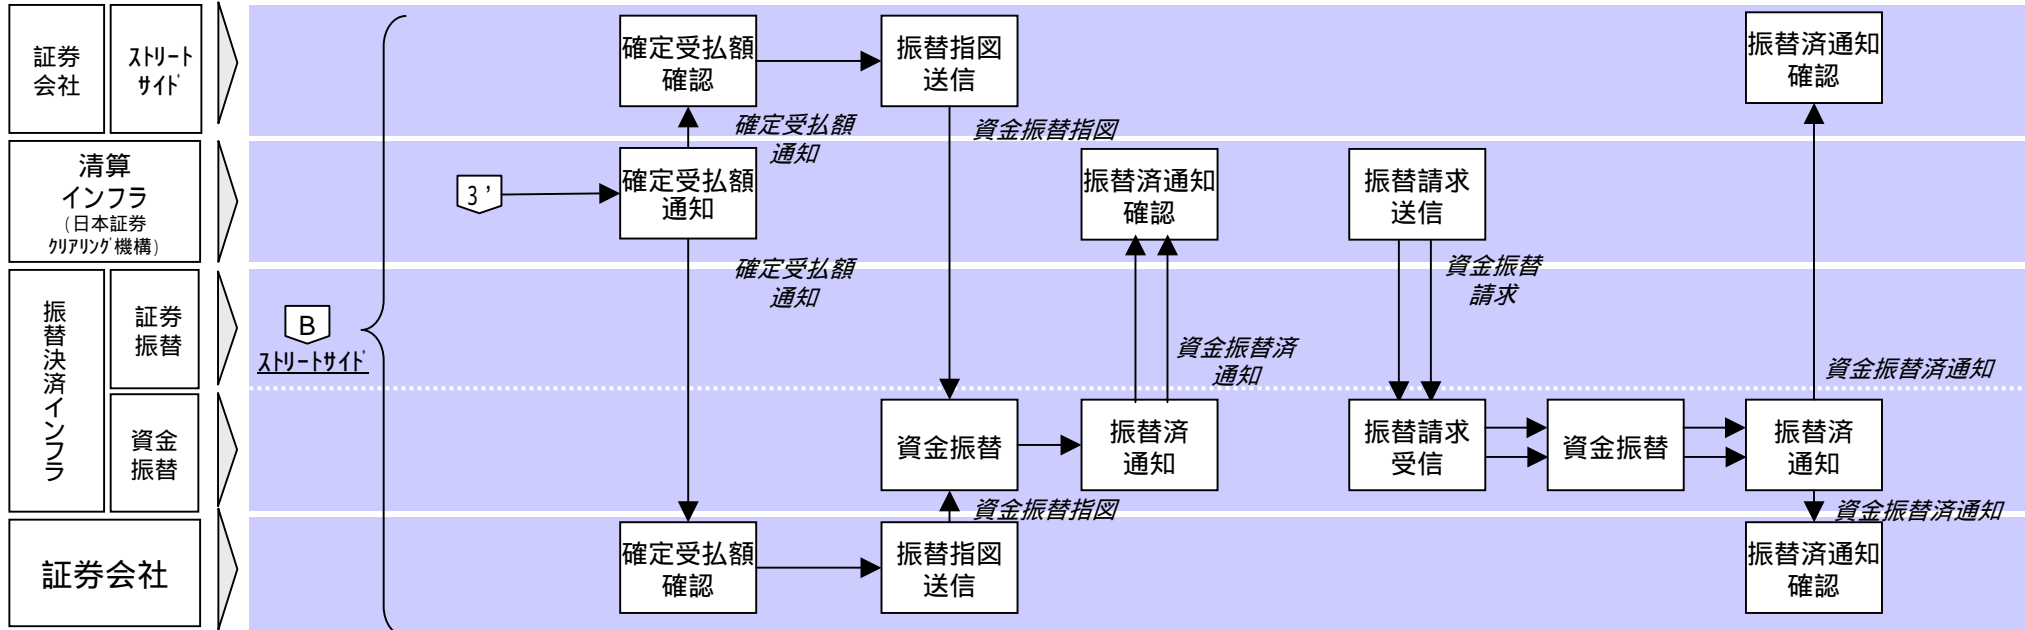 証券
会社
ストリート
サイド
確定受払額
確認
振替指図
送信
振替済通知
確認
確定受払額
通知
資金振替指図
清算
インフラ
(日本証券
クリアリング機構)
3’
確定受払額
通知
振替済通知
確認
振替請求
送信
確定受払額
通知
資金振替
請求
振替決済インフラ
証券
振替
B
ストリートサイド
資金振替済
通知
資金振替済通知
資金
振替
資金振替
振替済
通知
振替請求
受信
資金振替
振替済
通知
資金振替指図
資金振替済通知
証券会社
確定受払額
確認
振替指図
送信
振替済通知
確認